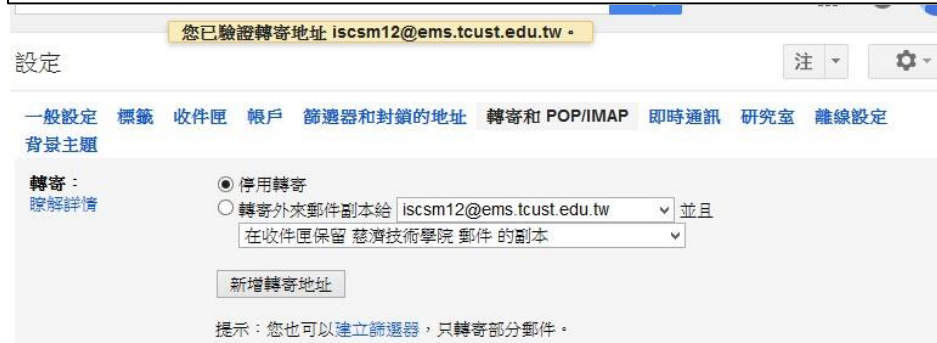 您已驗證轉寄地址 iscsm12@ems.tcust.edu.tw。
設定
注
一般設定 標籤 收件匣 帳戶 篩選器和封鎖的地址 轉寄和 POP/IMAP 即時通訊 研究室 離線設定
背景主題
轉寄： 停用轉寄
瞭解詳情 轉寄外來郵件副本給 iscsm12@ems.tcust.edu.tw 並且
在收件匣保留 慈濟技術學院 郵件 的副本
新增轉寄地址
提示：您也可以建立篩選器，只轉寄部分郵件。